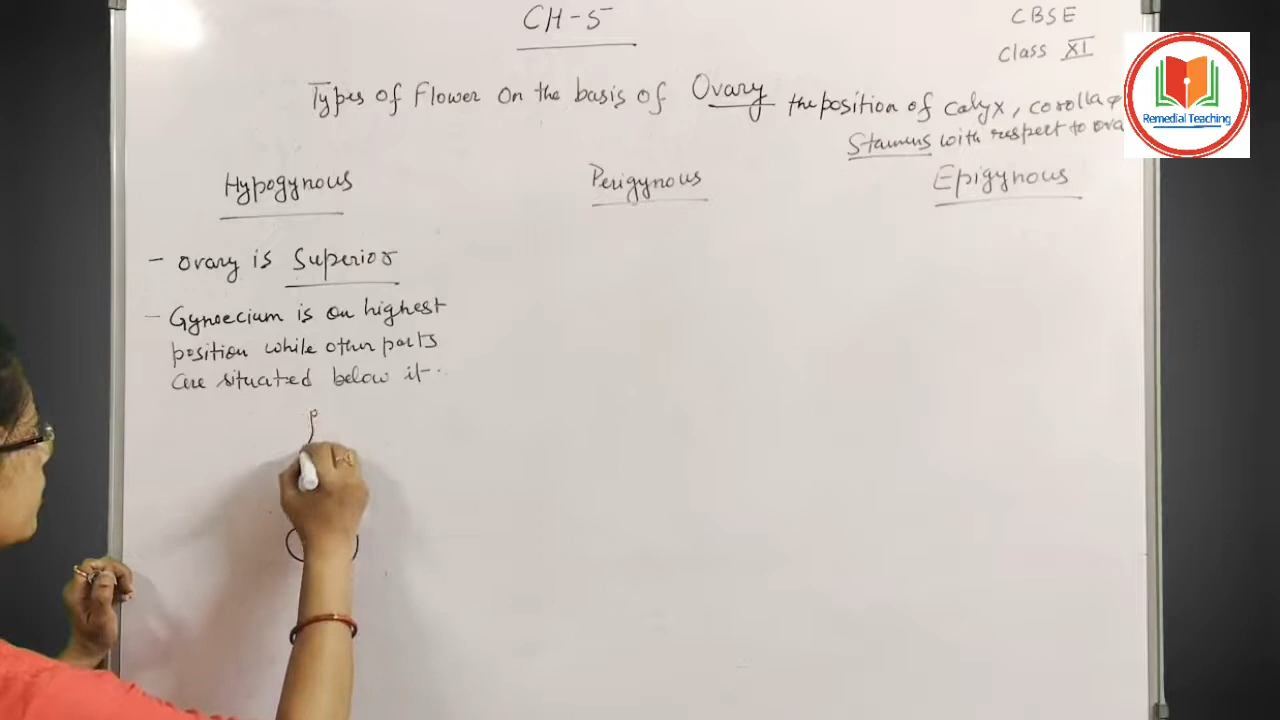 CH-5
CBSE
Class XI
Types of Flower on the basis of Ovary the position of calyx, corolla &
Stamens with respect to ova
Remedial Teaching
Hypogynous
Perigynous
Epigynous
- Ovary is Superior
- Gynoecium is on highest
position while other parts
are situated below it.